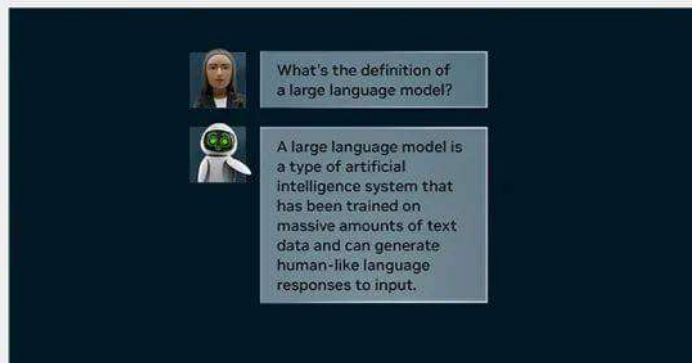 What's the definition of
a large language model?
A large language model is
a type of artificial
intelligence system that
has been trained on
massive amounts of text
data and can generate
human-like language
responses to input.